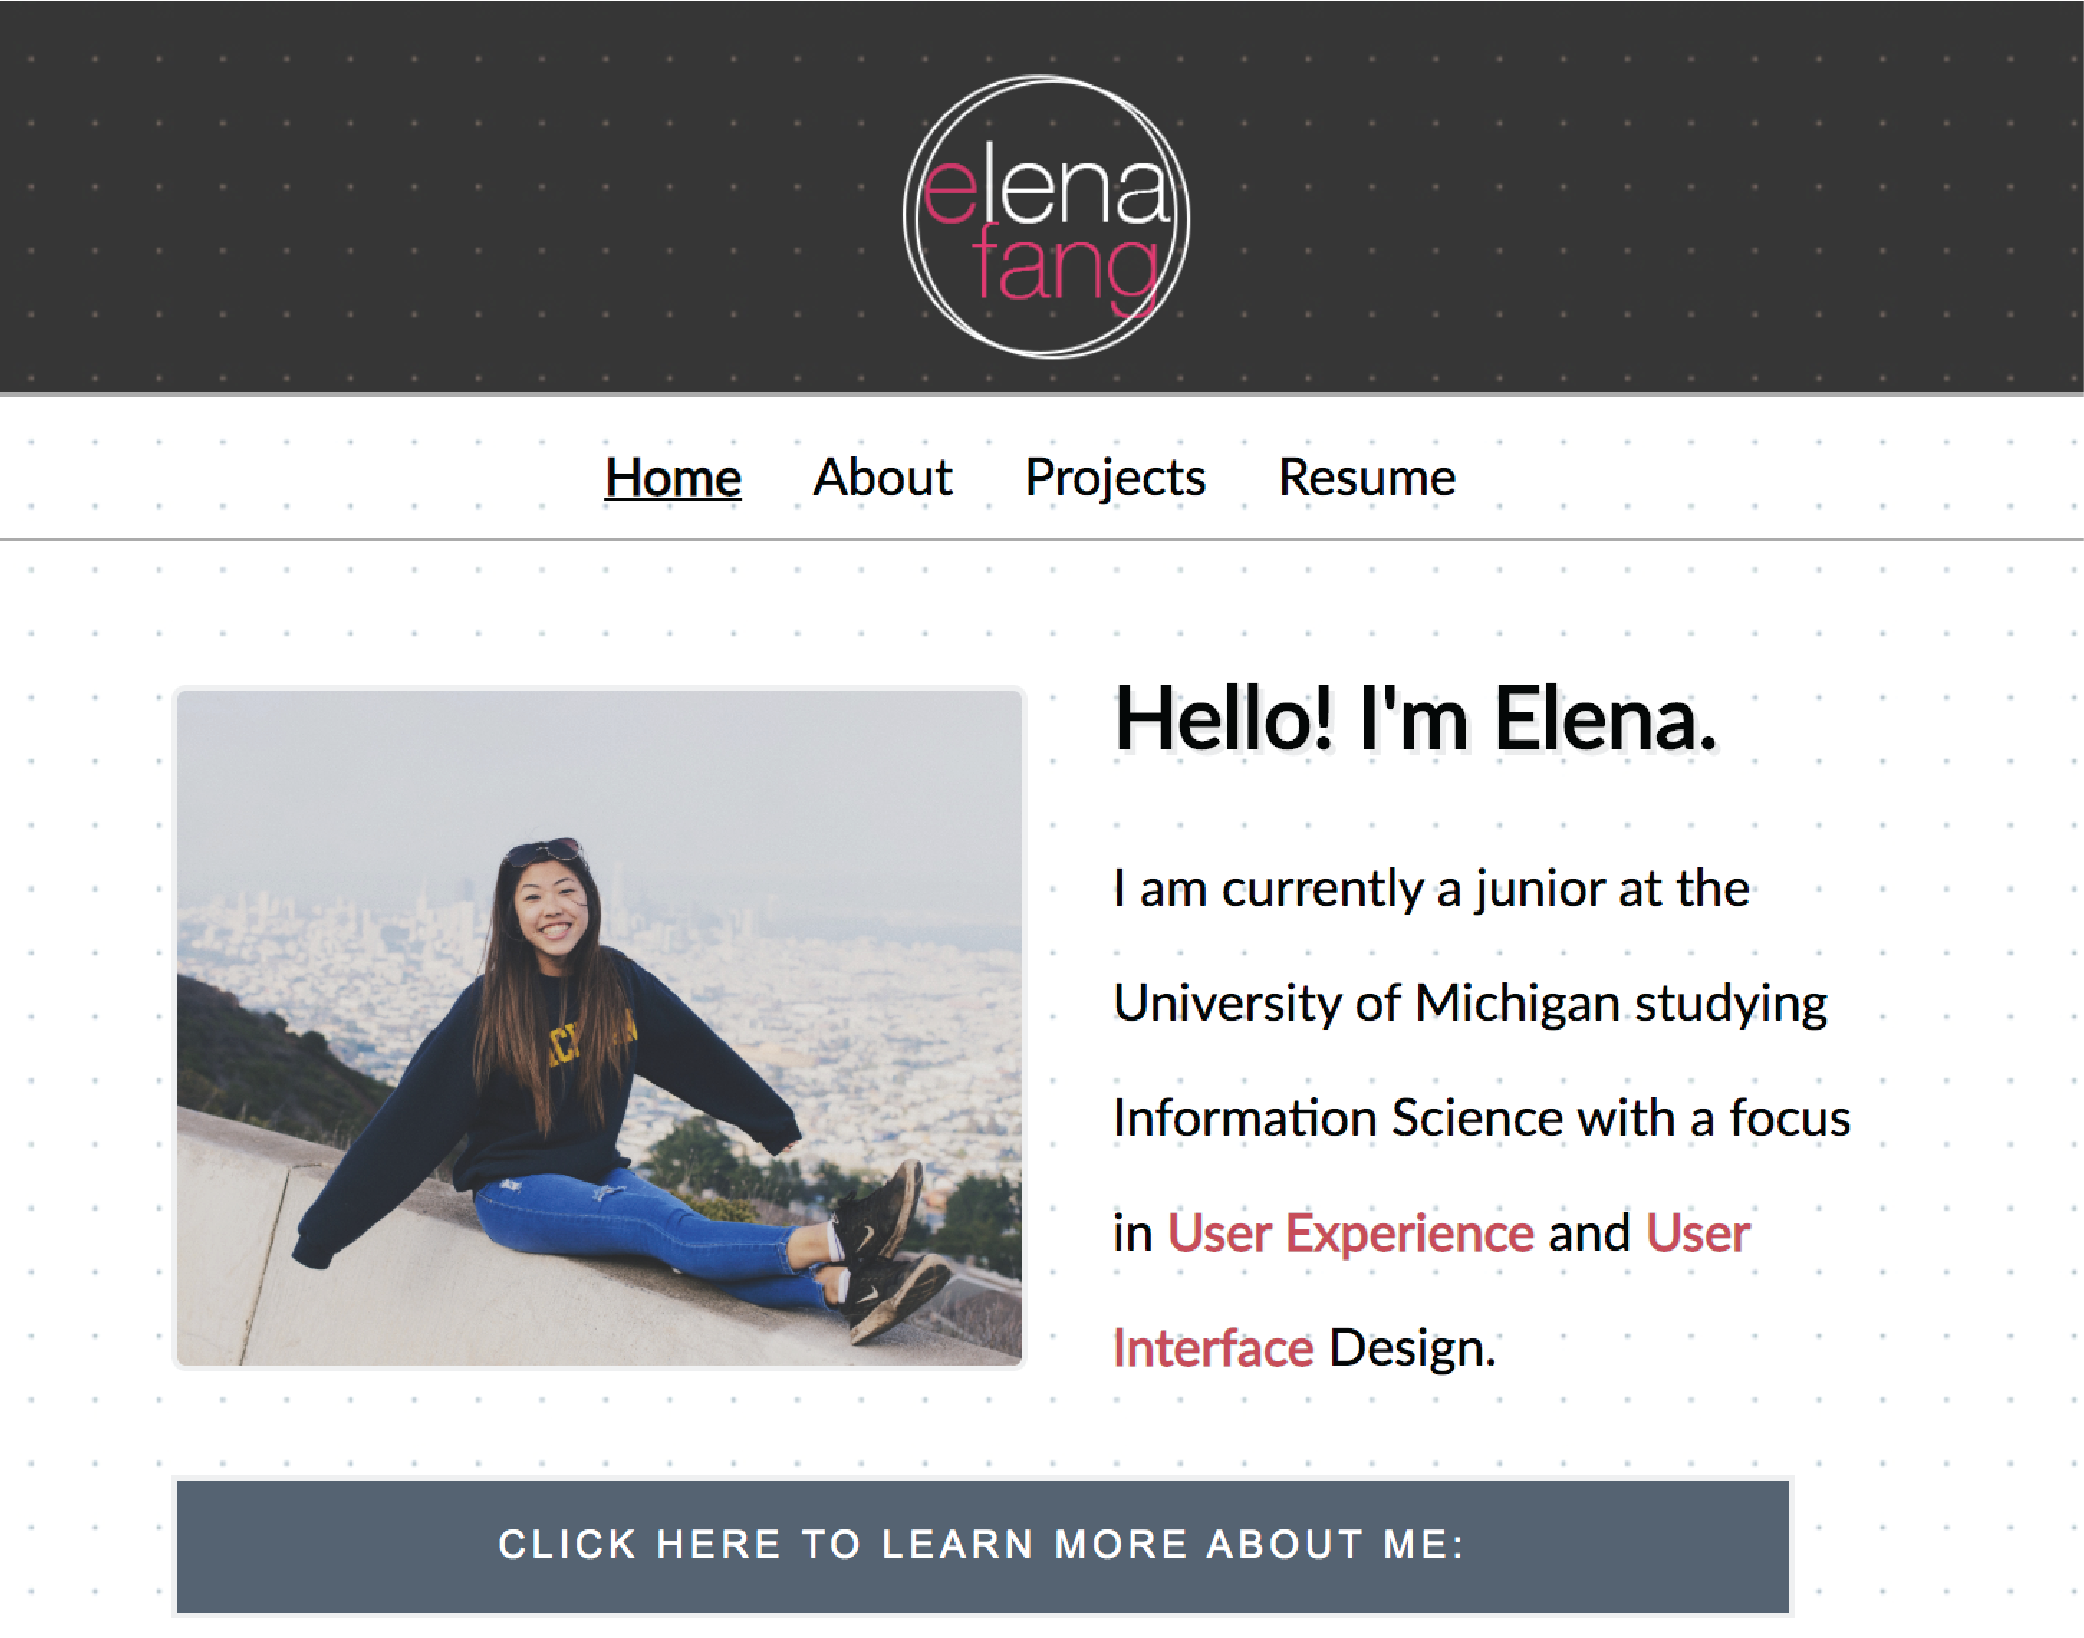 elena
fang
Home About Projects Resume
Hello! I'm Elena.
I am currently a junior at the
University of Michigan studying
Information Science with a focus
in User Experience and User
Interface Design.
CLICK HERE TO LEARN MORE ABOUT ME: